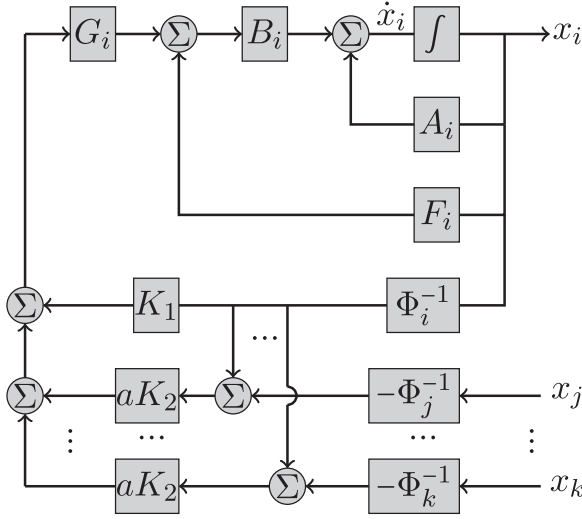 G_i Σ B_i Σ ẋ_i ∫ x_i
A_i
F_i
Σ K_1 Φ_i^{-1}
...
Σ aK_2 Σ -Φ_j^{-1} x_j
⋮ ... ... ⋮
aK_2 Σ -Φ_k^{-1} x_k